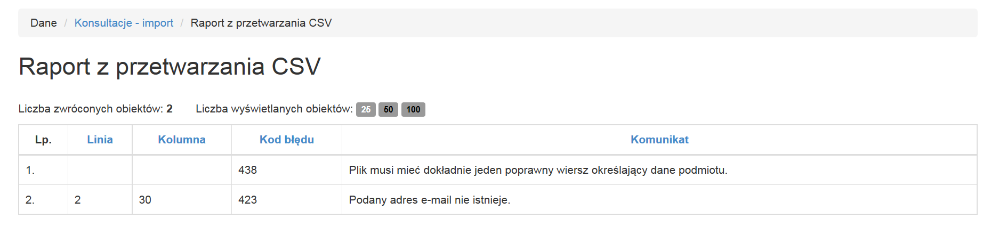 Dane / Konsultacje - import / Raport z przetwarzania CSV
Raport z przetwarzania CSV
Liczba zwróconych obiektów: 2 Liczba wyświetlanych obiektów: 25 50 100
Lp. Linia Kolumna Kod błędu Komunikat
1. 438 Plik musi mieć dokładnie jeden poprawny wiersz określający dane podmiotu.
2. 2 30 423 Podany adres e-mail nie istnieje.